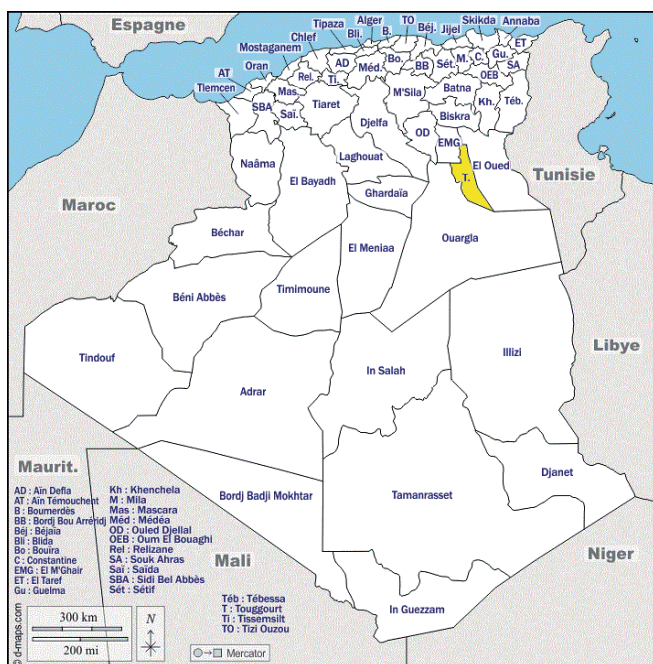 Espagne
Tipaza
Alger
TO
Skikda
Annaba
Chlef
Bli.
B.
Béj.
Jijel
Mostaganem
Oran
AT
Tlemcen
Rel.
AD
Méd.
Bo.
BB
Sét.
M.
C.
Gu.
ET
SA
OEB
Mas.
Ti.
SBA
Saï.
Tiaret
M'Sila
Batna
Kh.
Téb.
Djelfa
Biskra
OD
EMG
El Oued
T.
Naâma
Laghouat
El Bayadh
Ghardaïa
Tunisie
Maroc
Béchar
El Meniaa
Ouargla
Béni Abbès
Timimoune
Tindouf
Adrar
In Salah
Illizi
Libye
Maurit.
Bordj Badji Mokhtar
Tamanrasset
Djanet
Mali
Niger
In Guezzam
AD : Aïn Defla
AT : Aïn Témouchent
B : Boumerdès
BB : Bordj Bou Arréridj
Béj : Béjaïa
Bli : Blida
Bo : Bouïra
C : Constantine
EMG : El M'Ghair
ET : El Taref
Gu : Guelma
Kh : Khenchela
M : Mila
Mas : Mascara
Méd : Médéa
OD : Ouled Djellal
OEB : Oum El Bouaghi
Rel : Relizane
SA : Souk Ahras
Saï : Saïda
SBA : Sidi Bel Abbès
Sét : Sétif
Téb : Tébessa
T : Touggourt
Ti : Tissemsilt
TO : Tizi Ouzou
300 km
200 mi
N
Mercator
© d-maps.com